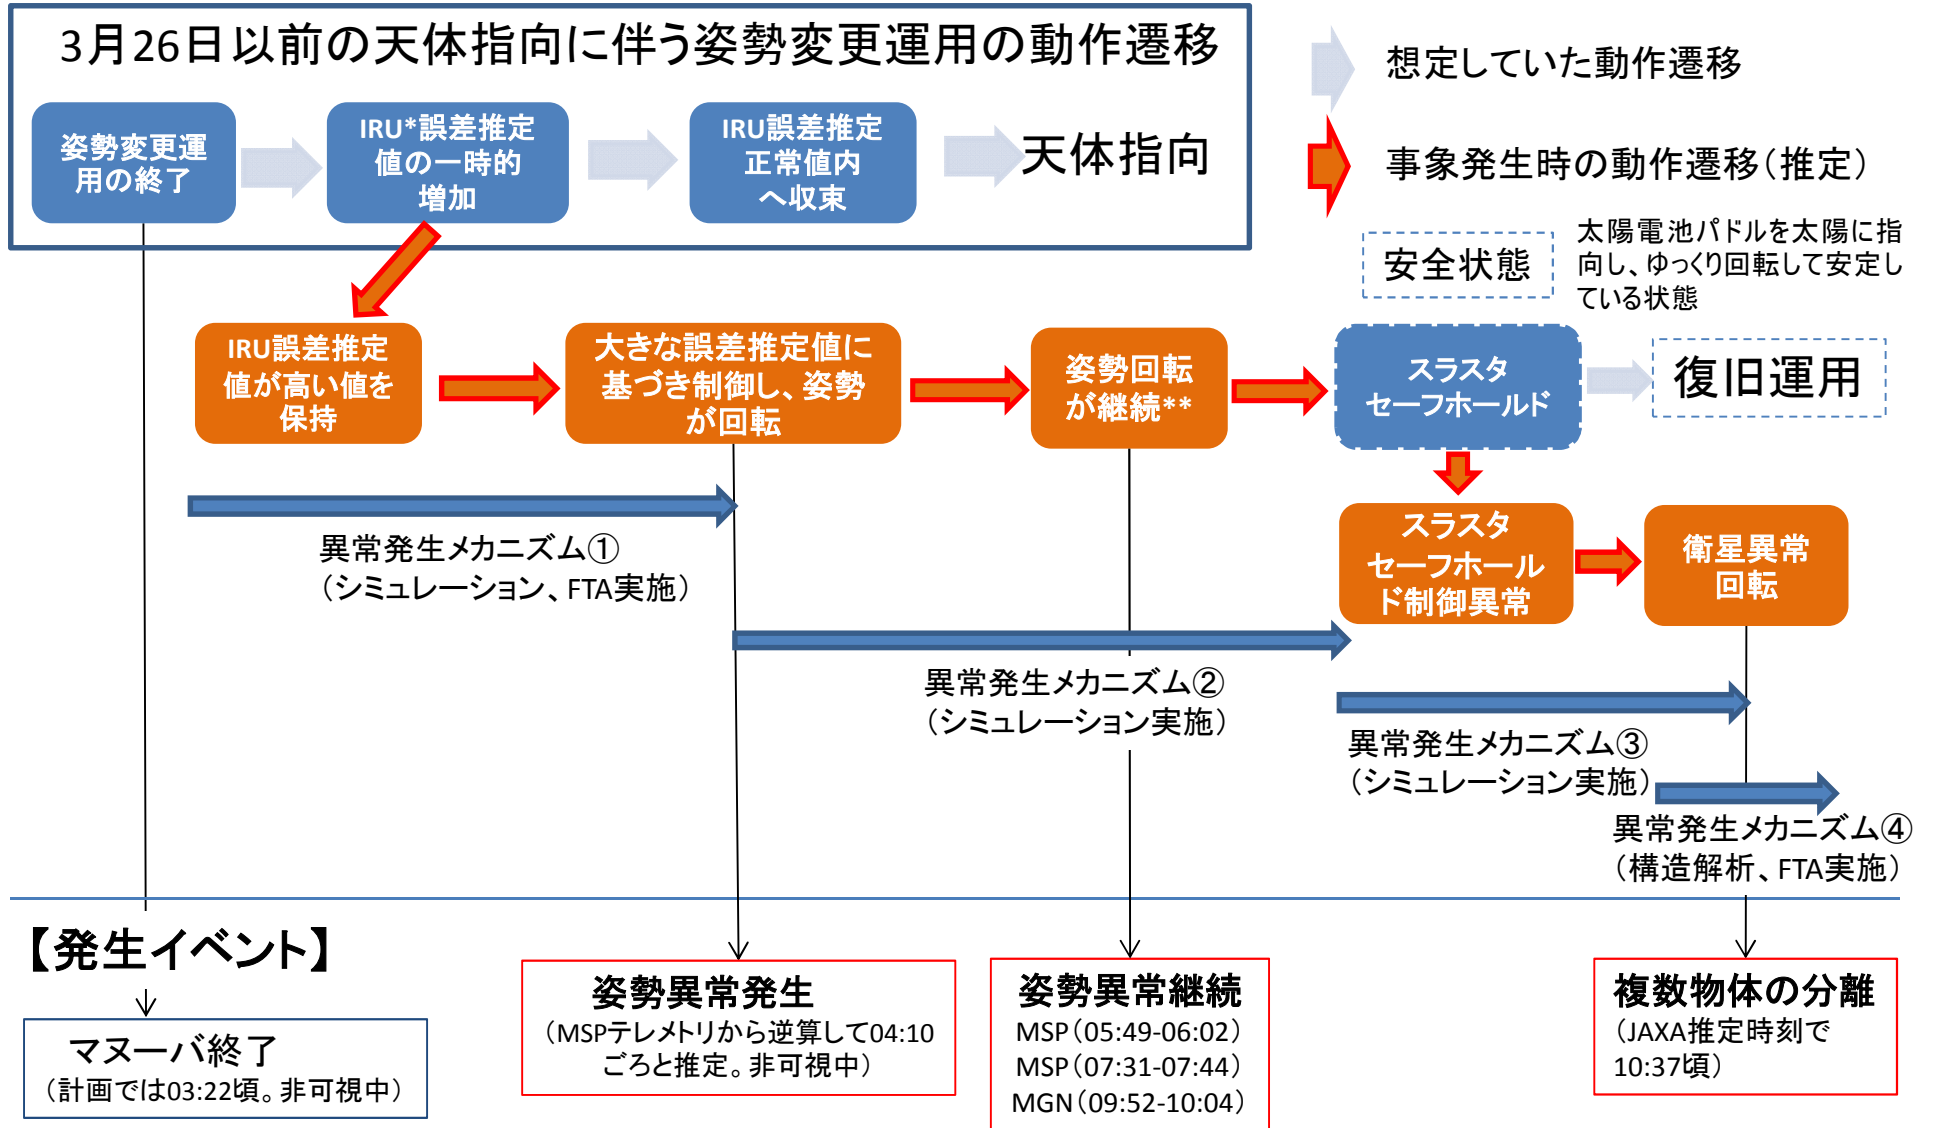 3月26日以前の天体指向に伴う姿勢変更運用の動作遷移
姿勢変更運
用の終了
IRU*誤差推定
値の一時的
増加
IRU誤差推定
正常値内
へ収束
天体指向
想定していた動作遷移
事象発生時の動作遷移(推定)
安全状態
太陽電池パドルを太陽に指
向し、ゆっくり回転して安定し
ている状態
IRU誤差推定
値が高い値を
保持
大きな誤差推定値に
基づき制御し、姿勢
が回転
姿勢回転
が継続**
スラスタ
セーフホールド
復旧運用
スラスタ
セーフホール
ド制御異常
衛星異常
回転
異常発生メカニズム①
(シミュレーション、FTA実施)
異常発生メカニズム②
(シミュレーション実施)
異常発生メカニズム③
(シミュレーション実施)
異常発生メカニズム④
(構造解析、FTA実施)
【発生イベント】
マヌーバ終了
(計画では03:22頃。非可視中)
姿勢異常発生
(MSPテレメトリから逆算して04:10
ごろと推定。非可視中)
姿勢異常継続
MSP(05:49-06:02)
MSP(07:31-07:44)
MGN(09:52-10:04)
複数物体の分離
(JAXA推定時刻で
10:37頃)